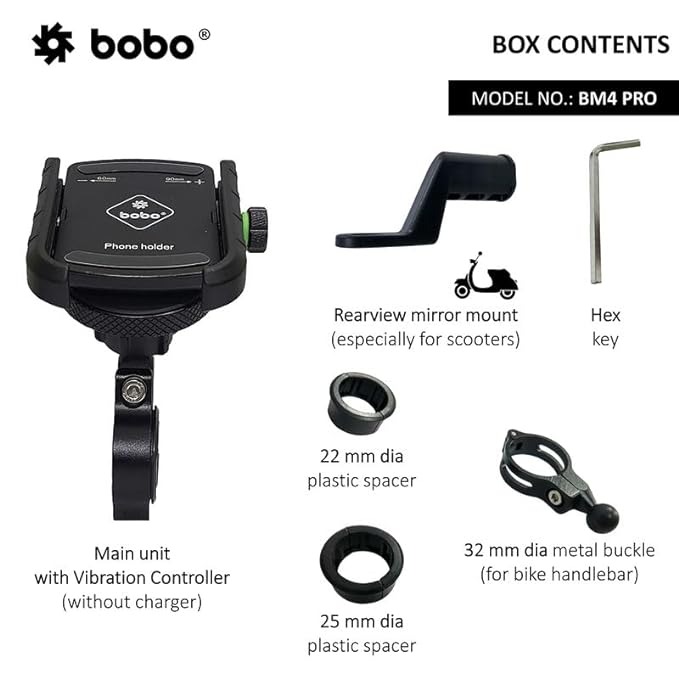 bobo®
BOX CONTENTS
MODEL NO.: BM4 PRO
60mm
90mm +
bobo®
Phone holder
Rearview mirror mount
(especially for scooters)
Hex
key
22 mm dia
plastic spacer
32 mm dia metal buckle
(for bike handlebar)
Main unit
with Vibration Controller
(without charger)
25 mm dia
plastic spacer